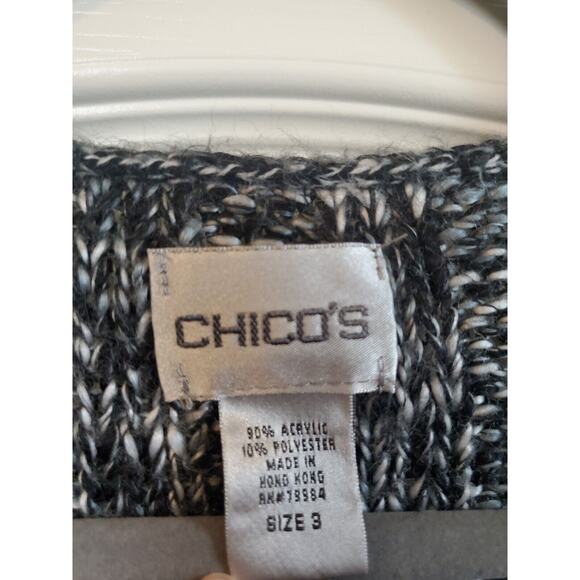 CHICO'S
90% ACRYLIC
10% POLYESTER
MADE IN
HONG KONG
RN#79984
SIZE 3